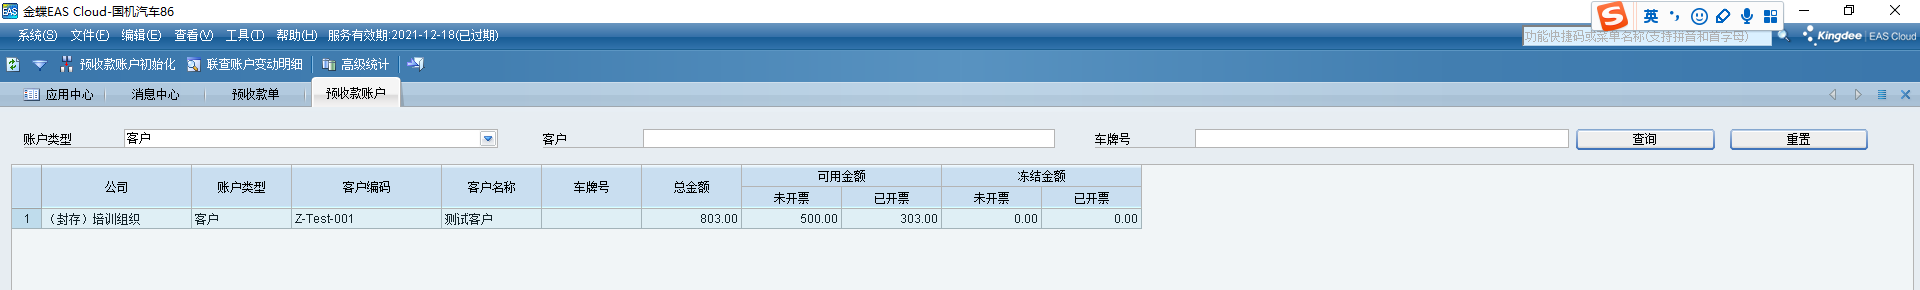 金蝶EAS Cloud-国机汽车86
英
系统(S) 文件(F) 编辑(E) 查看(V) 工具(T) 帮助(H) 服务有效期:2021-12-18(已过期)
功能快捷码或菜单名称(支持拼音和首字母)
Kingdee EAS Cloud
预收款账户初始化 联查账户变动明细 高级统计
应用中心 消息中心 预收款单 预收款账户
账户类型 客户 客户 车牌号 查询 重置
公司 账户类型 客户编码 客户名称 车牌号 总金额 可用金额 冻结金额
未开票 已开票 未开票 已开票
1 （封存）培训组织 客户 Z-Test-001 测试客户 803.00 500.00 303.00 0.00 0.00